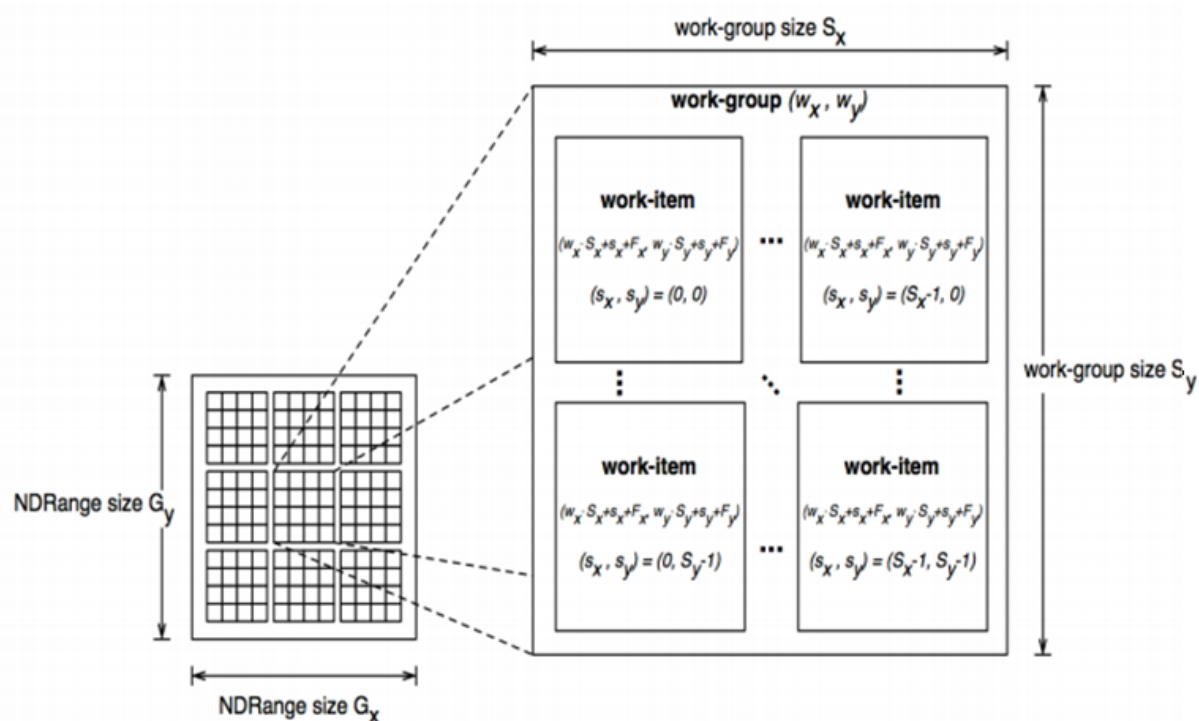 work-group size Sx
work-group (wx , wy)
work-item
work-item
(wx· Sx+sx+Fx, wy· Sy+sy+Fy)
...
(wx· Sx+sx+Fx, wy· Sy+sy+Fy)
(sx , sy) = (0, 0)
(sx , sy) = (Sx-1, 0)
work-group size Sy
work-item
work-item
NDRange size Gy
(wx· Sx+sx+Fx, wy· Sy+sy+Fy)
(wx· Sx+sx+Fx, wy· Sy+sy+Fy)
(sx , sy) = (0, Sy-1)
...
(sx , sy) = (Sx-1, Sy-1)
NDRange size Gx